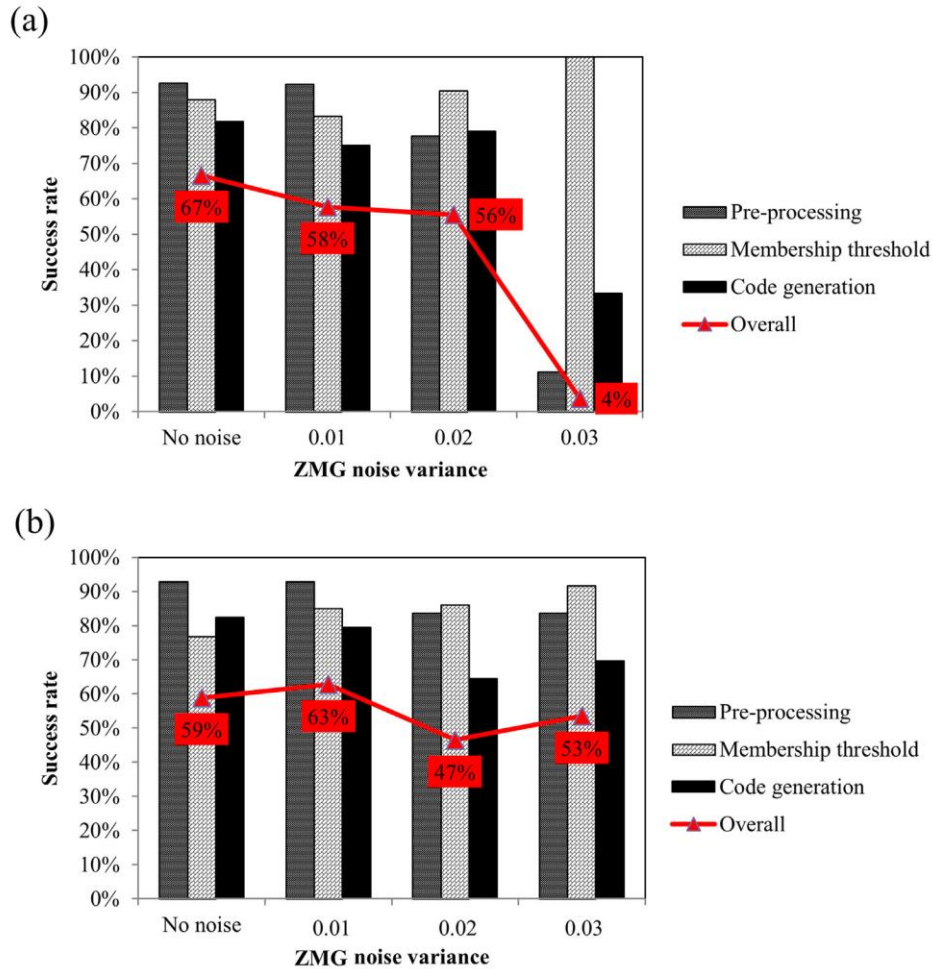 (a)
100%
90%
80%
70%
60%
50%
40%
30%
20%
10%
0%
Success rate
67%
58%
56%
4%
No noise 0.01 0.02 0.03
ZMG noise variance
Pre-processing
Membership threshold
Code generation
Overall
(b)
100%
90%
80%
70%
60%
50%
40%
30%
20%
10%
0%
Success rate
59%
63%
47%
53%
No noise 0.01 0.02 0.03
ZMG noise variance
Pre-processing
Membership threshold
Code generation
Overall